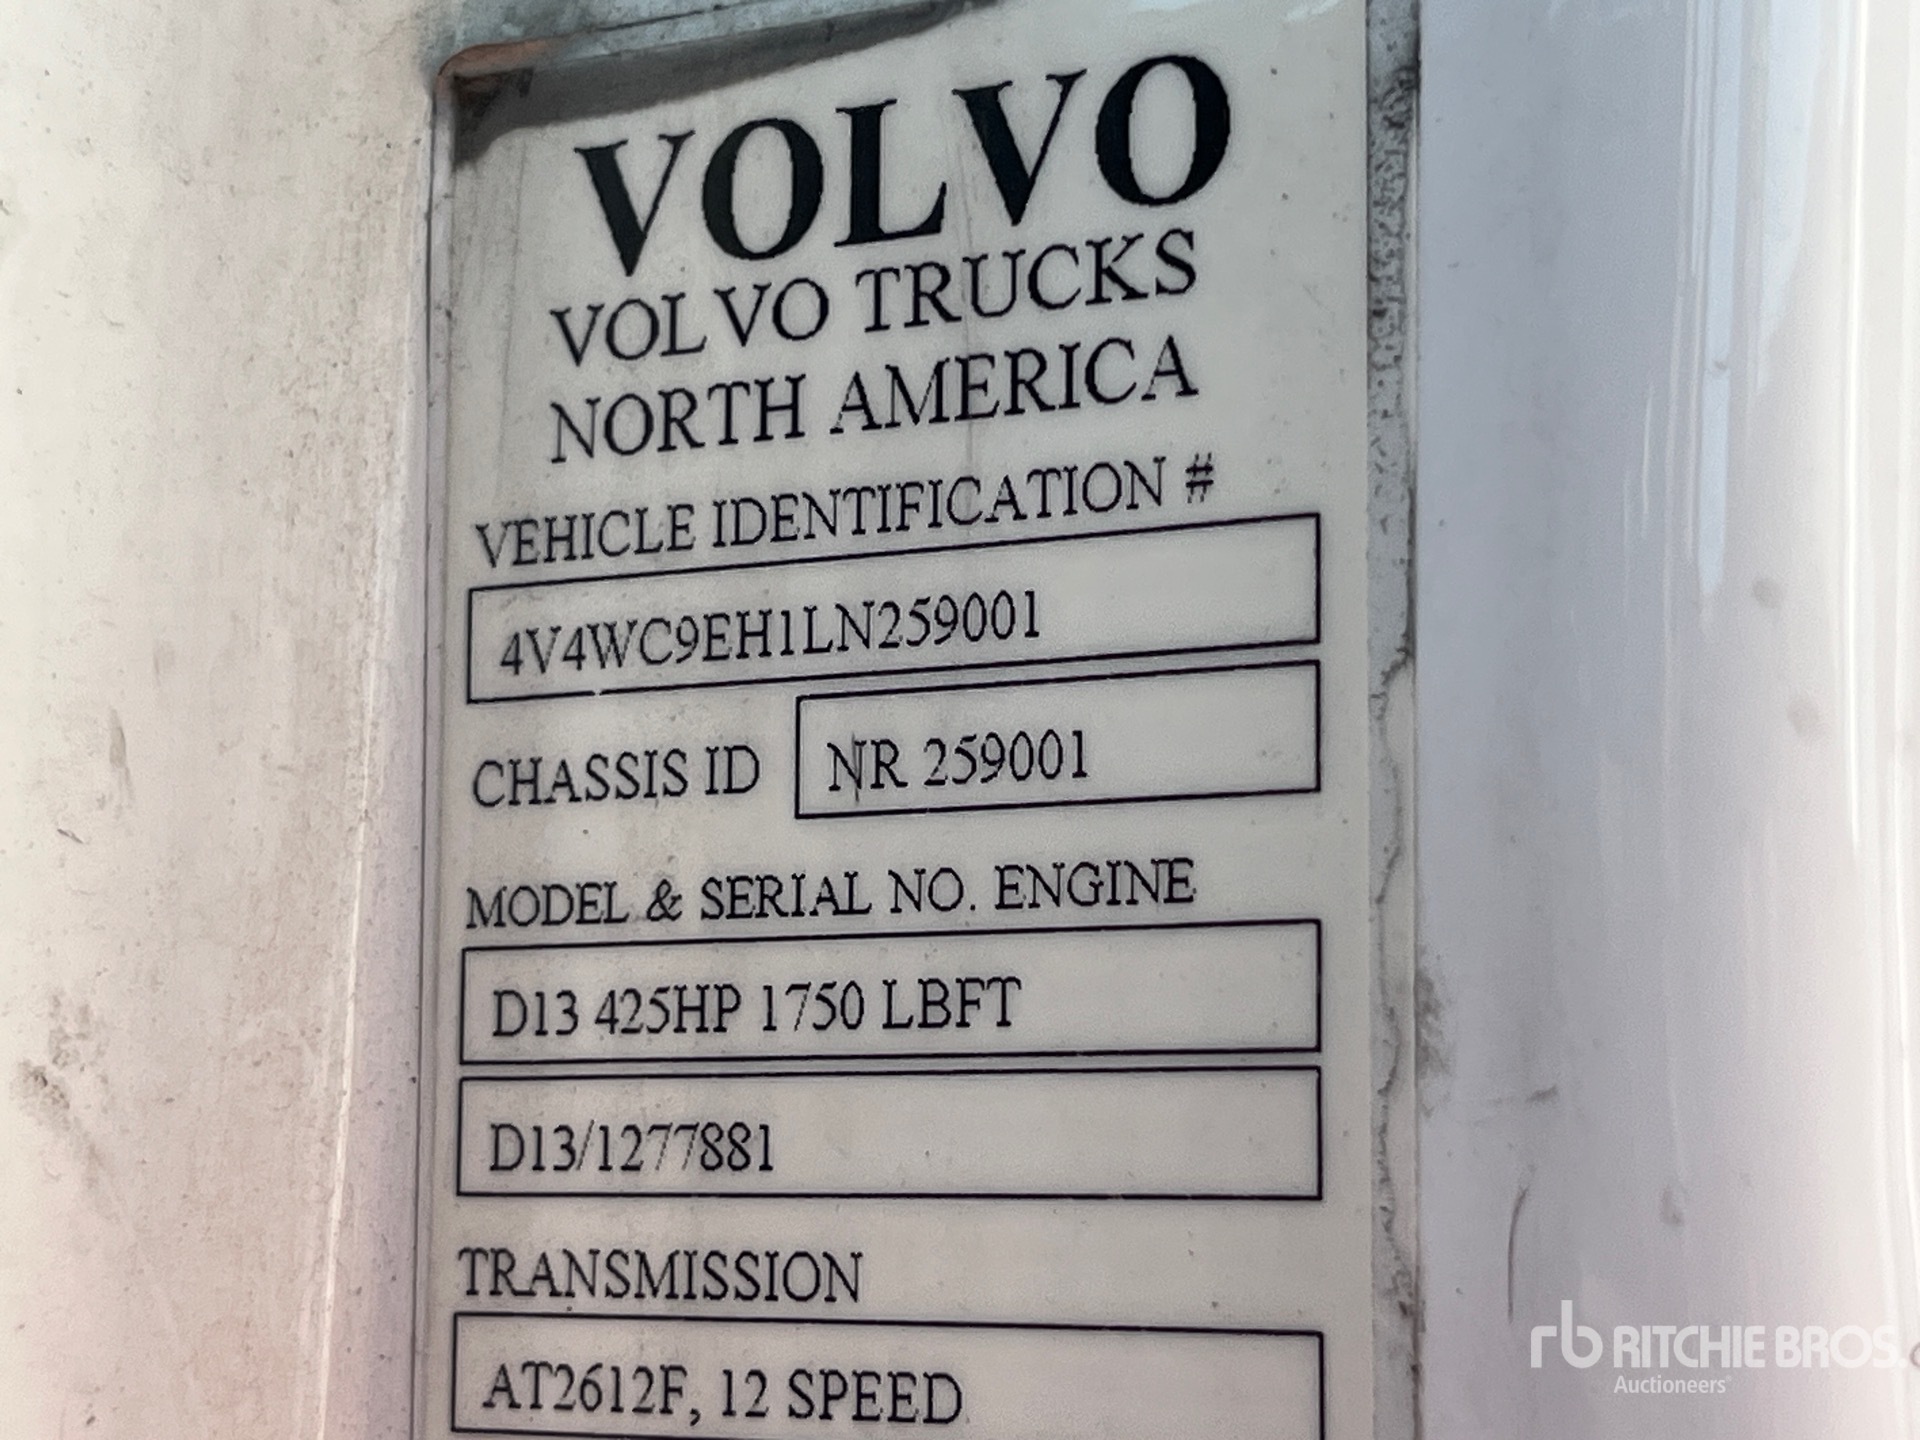 VOLVO
VOLVO TRUCKS
NORTH AMERICA
VEHICLE IDENTIFICATION #
4V4WC9EH1LN259001
CHASSIS ID NR 259001
MODEL & SERIAL NO. ENGINE
D13 425HP 1750 LBFT
D13/1277881
TRANSMISSION
AT2612F, 12 SPEED
rb RITCHIE BROS.
Auctioneers